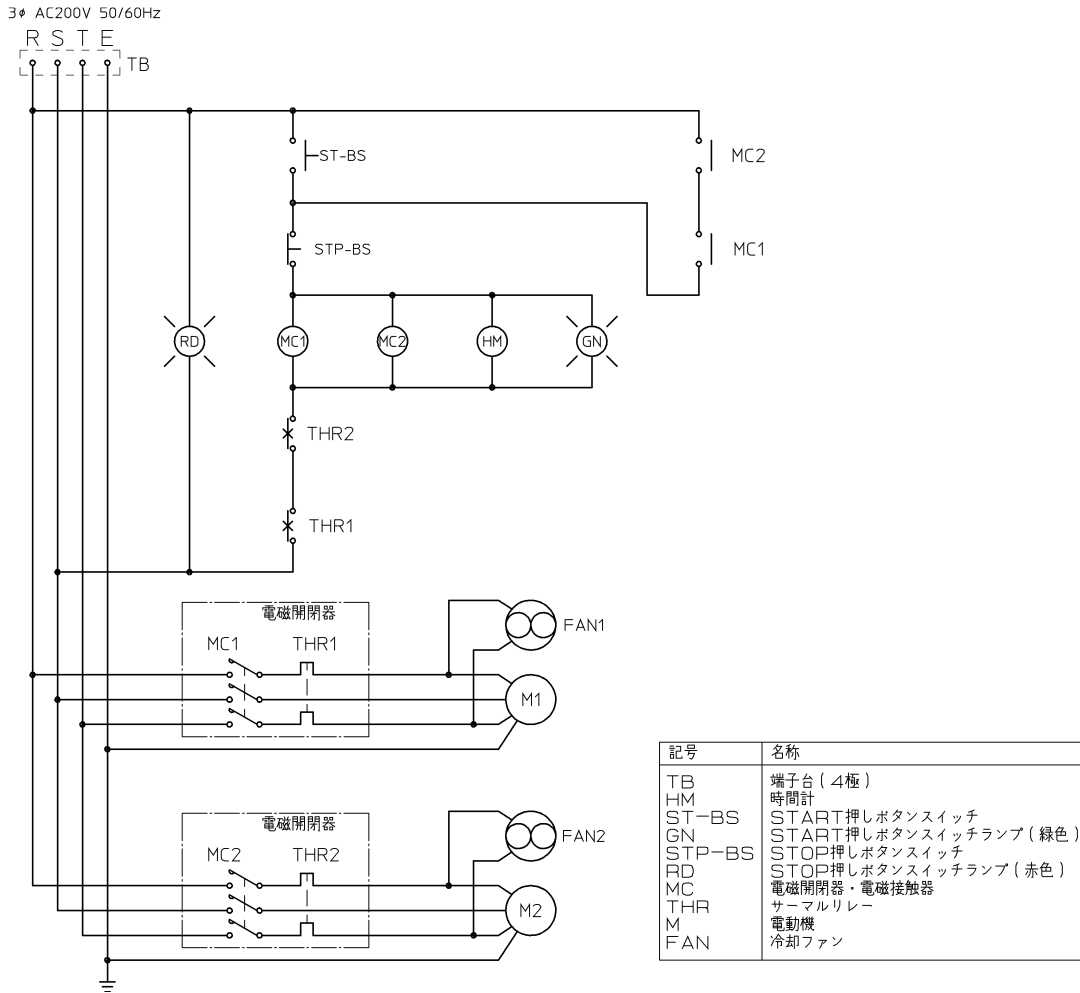 3φ AC200V 50/60Hz
R S T E
TB
ST-BS
MC2
STP-BS
MC1
RD
MC1
MC2
HM
GN
THR2
THR1
電磁開閉器
MC1 THR1
FAN1
M1
電磁開閉器
MC2 THR2
FAN2
M2
記号 名称
TB 端子台(4極)
HM 時間計
ST-BS START押しボタンスイッチ
GN START押しボタンスイッチランプ(緑色)
STP-BS STOP押しボタンスイッチ
RD STOP押しボタンスイッチランプ(赤色)
MC 電磁開閉器・電磁接触器
THR サーマルリレー
M 電動機
FAN 冷却ファン